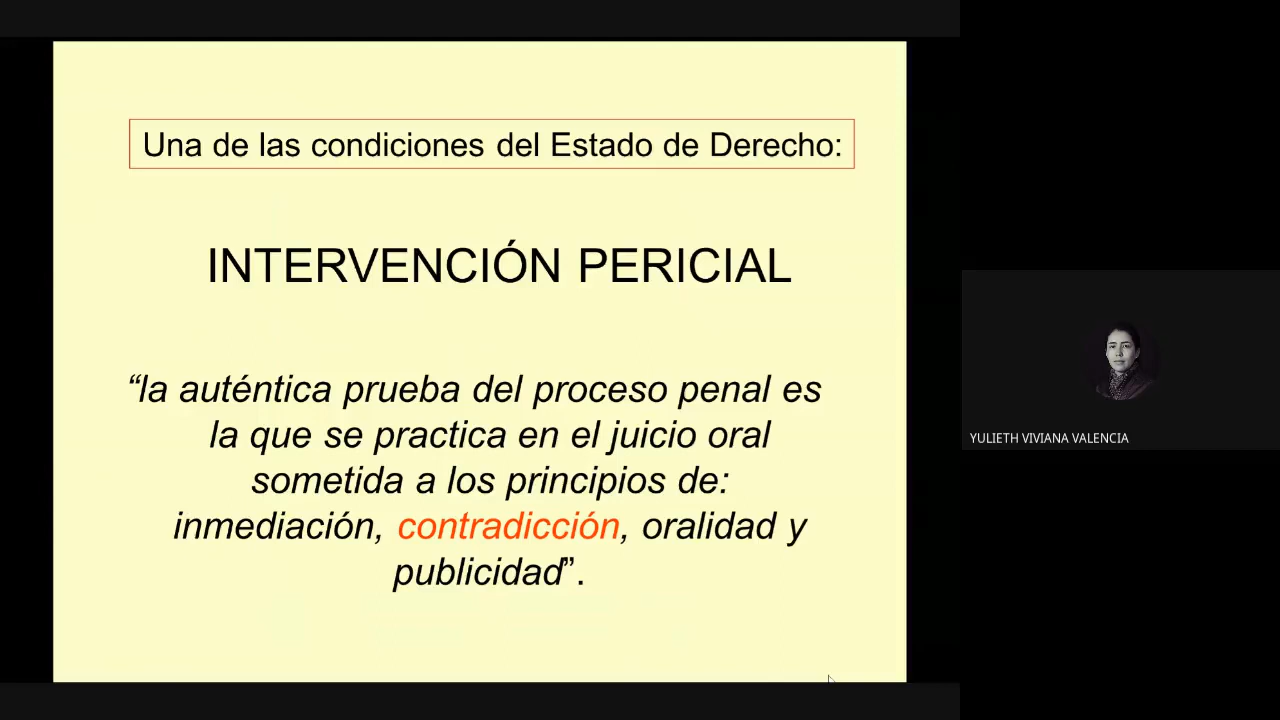 Una de las condiciones del Estado de Derecho:
INTERVENCIÓN PERICIAL
“la auténtica prueba del proceso penal es
la que se practica en el juicio oral
sometida a los principios de:
inmediación, contradicción, oralidad y
publicidad”.
YULIETH VIVIANA VALENCIA